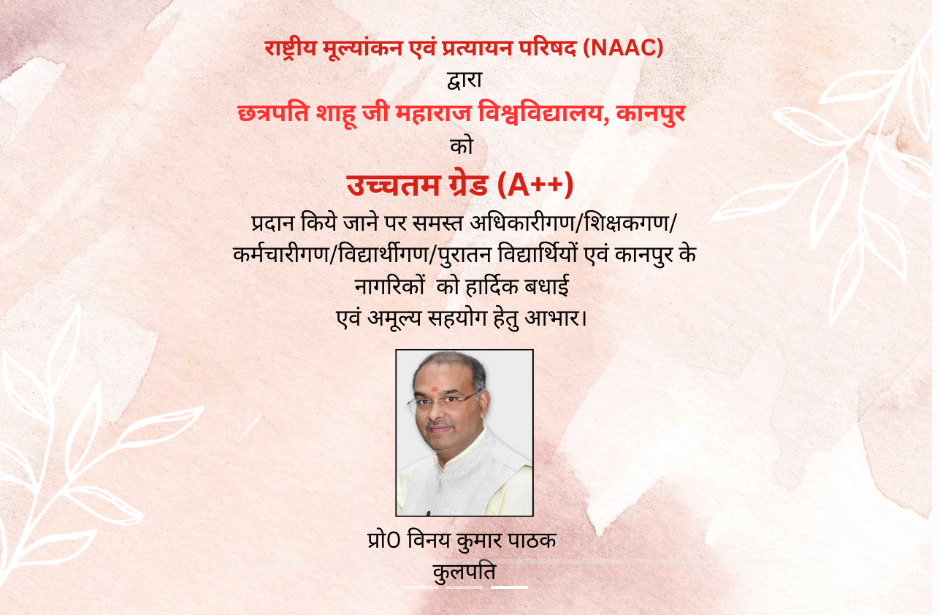 राष्ट्रीय मूल्यांकन एवं प्रत्यायन परिषद (NAAC)
द्वारा
छत्रपति शाहू जी महाराज विश्वविद्यालय, कानपुर
को
उच्चतम ग्रेड (A++)
प्रदान किये जाने पर समस्त अधिकारीगण/शिक्षकगण/
कर्मचारीगण/विद्यार्थीगण/पुरातन विद्यार्थियों एवं कानपुर के
नागरिकों को हार्दिक बधाई
एवं अमूल्य सहयोग हेतु आभार।
प्रो0 विनय कुमार पाठक
कुलपति